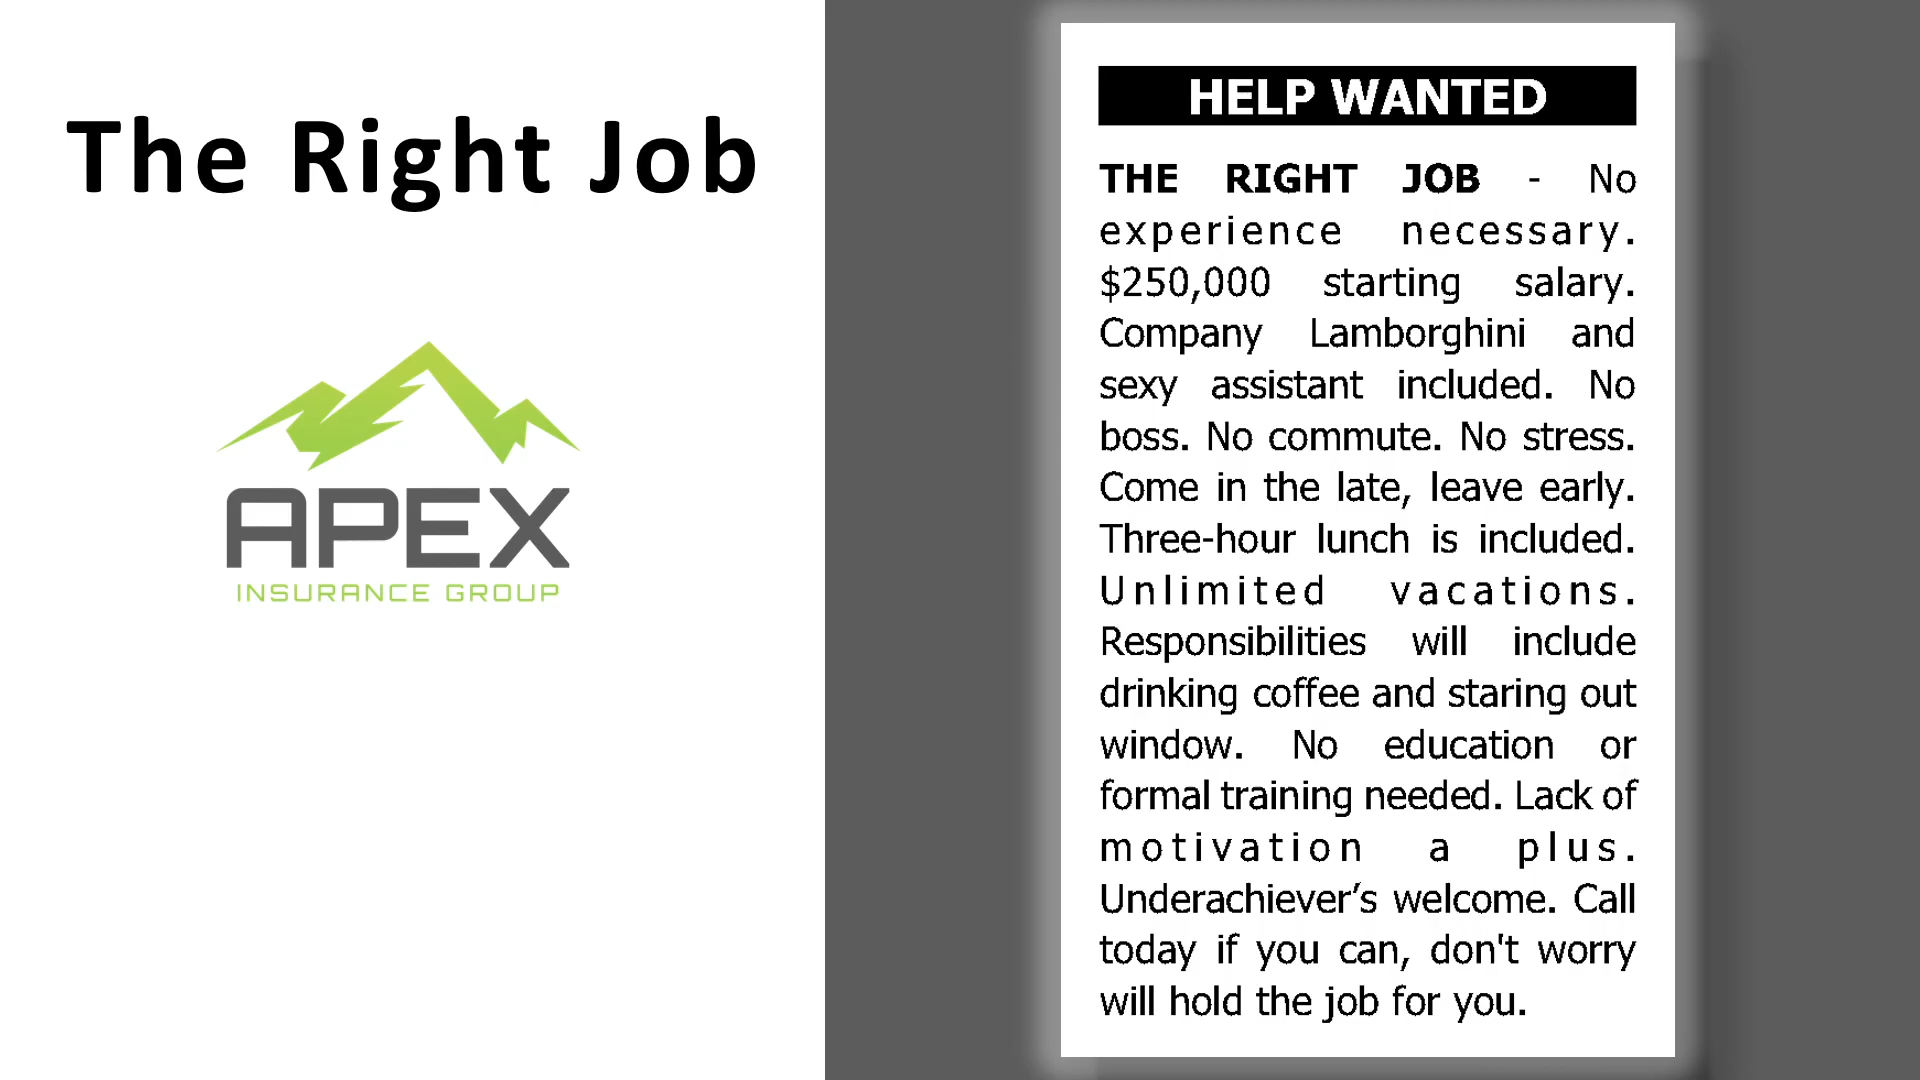 The Right Job
APEX
INSURANCE GROUP
HELP WANTED
THE RIGHT JOB - No
experience necessary.
$250,000 starting salary.
Company Lamborghini and
sexy assistant included. No
boss. No commute. No stress.
Come in the late, leave early.
Three-hour lunch is included.
Unlimited vacations.
Responsibilities will include
drinking coffee and staring out
window. No education or
formal training needed. Lack of
motivation a plus.
Underachiever’s welcome. Call
today if you can, don't worry
will hold the job for you.